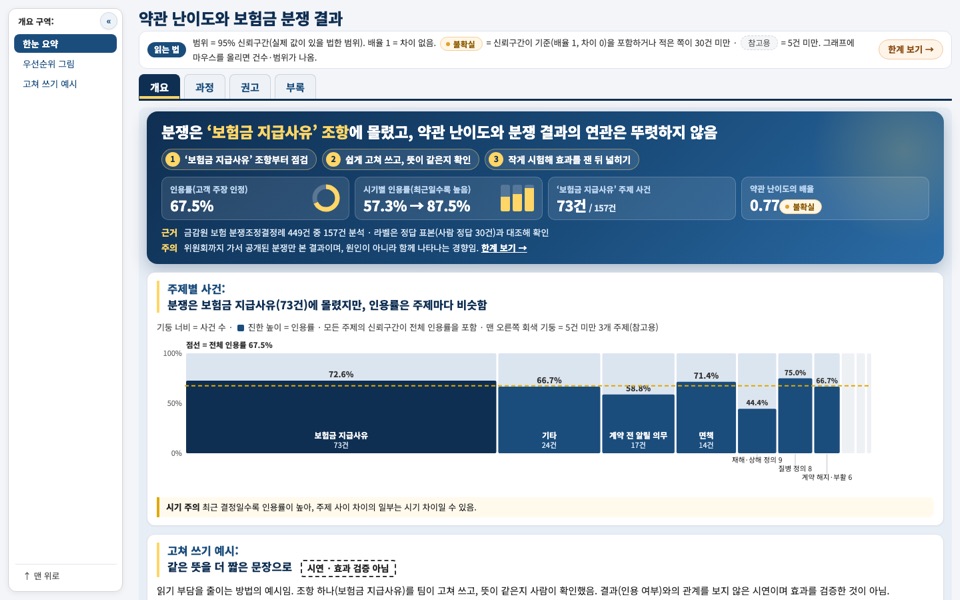 개요 구역:
«
한눈 요약
우선순위 그림
고쳐 쓰기 예시
↑ 맨 위로
약관 난이도와 보험금 분쟁 결과
읽는 법
범위 = 95% 신뢰구간(실제 값이 있을 법한 범위). 배율 1 = 차이 없음. 불확실 = 신뢰구간이 기준(배율 1, 차이 0)을 포함하거나 적은 쪽이 30건 미만 · 참고용 = 5건 미만. 그래프에
마우스를 올리면 건수·범위가 나옴.
한계 보기 →
개요 과정 권고 부록
분쟁은 ‘보험금 지급사유’ 조항에 몰렸고, 약관 난이도와 분쟁 결과의 연관은 뚜렷하지 않음
1 ‘보험금 지급사유’ 조항부터 점검 2 쉽게 고쳐 쓰고, 뜻이 같은지 확인 3 작게 시험해 효과를 잰 뒤 넓히기
인용률(고객 주장 인정)
67.5%
시기별 인용률(최근일수록 높음)
57.3% → 87.5%
‘보험금 지급사유’ 주제 사건
73건 / 157건
약관 난이도의 배율
0.77 불확실
근거 금감원 보험 분쟁조정결정례 449건 중 157건 분석 · 라벨은 정답 표본(사람 정답 30건)과 대조해 확인
주의 위원회까지 가서 공개된 분쟁만 본 결과이며, 원인이 아니라 함께 나타나는 경향임. 한계 보기 →
주제별 사건:
분쟁은 보험금 지급사유(73건)에 몰렸지만, 인용률은 주제마다 비슷함
기둥 너비 = 사건 수 · 진한 높이 = 인용률 · 모든 주제의 신뢰구간이 전체 인용률을 포함 · 맨 오른쪽 회색 기둥 = 5건 미만 3개 주제(참고용)
점선 = 전체 인용률 67.5%
100%
50%
0%
72.6%
66.7%
58.8%
71.4%
44.4%
75.0%
66.7%
보험금 지급사유
73건
기타
24건
계약 전 알릴 의무
17건
면책
14건
재해·상해 정의 9
질병 정의 8
계약 해지·부활 6
시기 주의 최근 결정일수록 인용률이 높아, 주제 사이 차이의 일부는 시기 차이일 수 있음.
고쳐 쓰기 예시:
같은 뜻을 더 짧은 문장으로 시연 · 효과 검증 아님
읽기 부담을 줄이는 방법의 예시임. 조항 하나(보험금 지급사유)를 팀이 고쳐 쓰고, 뜻이 같은지 사람이 확인했음. 결과(인용 여부)와의 관계를 보지 않은 시연이며 효과를 검증한 것이 아님.